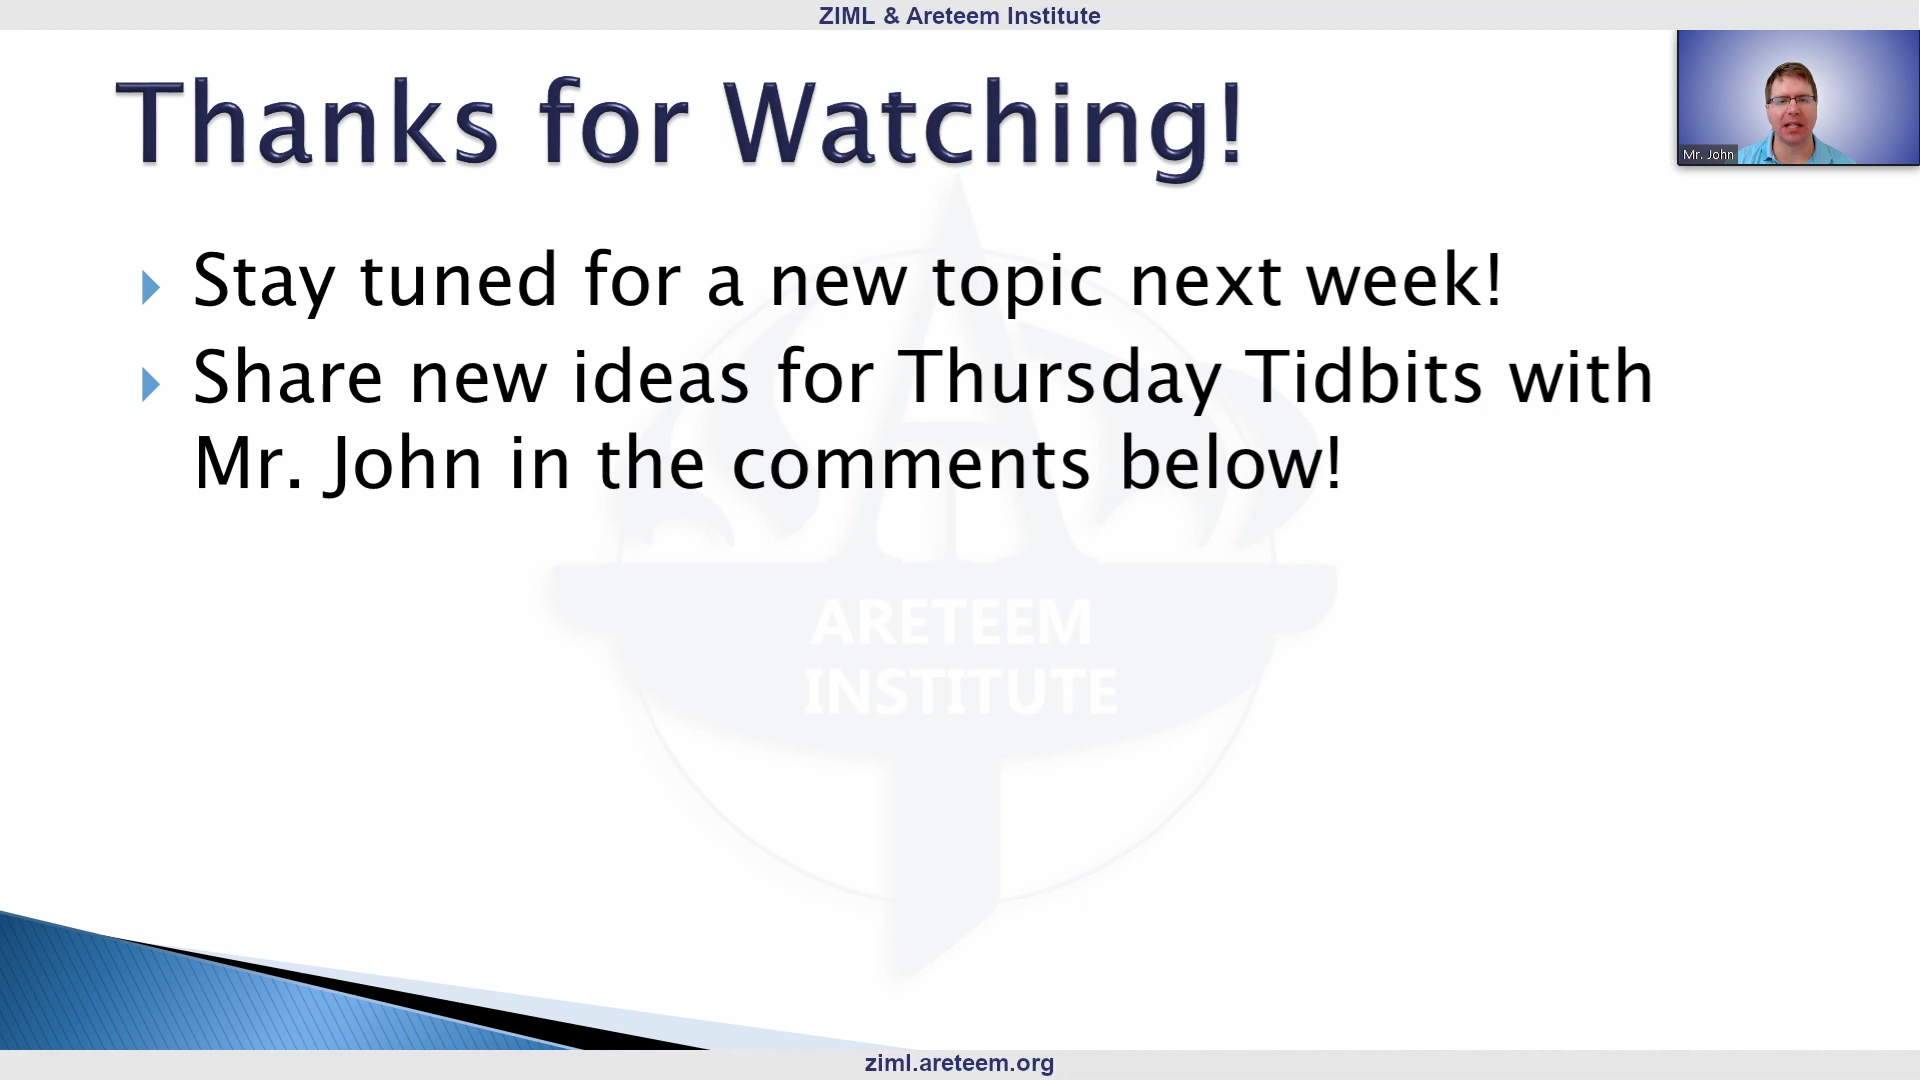 ZIML & Areteem Institute
Thanks for Watching!
Mr. John
Stay tuned for a new topic next week!
Share new ideas for Thursday Tidbits with
Mr. John in the comments below!
ARETEEM
INSTITUTE
ziml.areteem.org